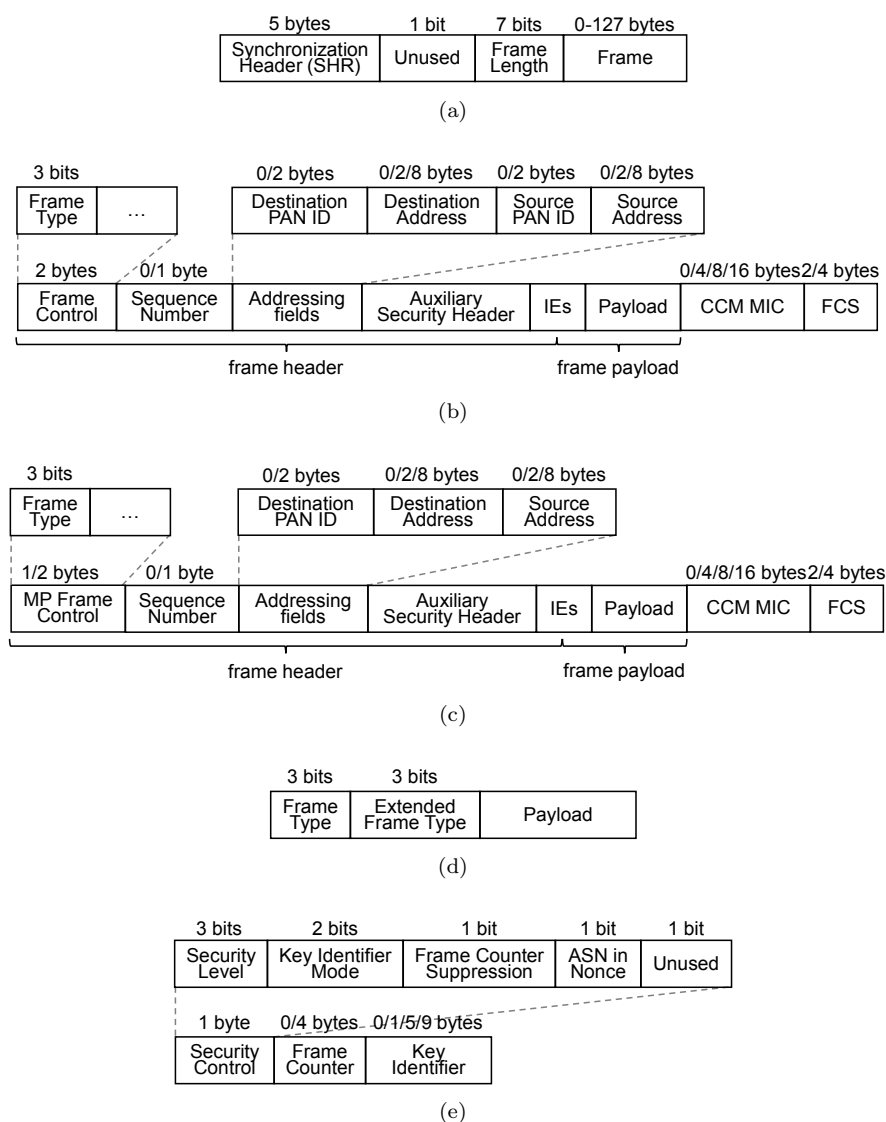 5 bytes 1 bit 7 bits 0-127 bytes
Synchronization Header (SHR) Unused Frame Length Frame
(a)
3 bits 0/2 bytes 0/2/8 bytes 0/2 bytes 0/2/8 bytes
Frame Type ... Destination PAN ID Destination Address Source PAN ID Source Address
2 bytes 0/1 byte 0/4/8/16 bytes 2/4 bytes
Frame Control Sequence Number Addressing fields Auxiliary Security Header IEs Payload CCM MIC FCS
frame header frame payload
(b)
3 bits 0/2 bytes 0/2/8 bytes 0/2/8 bytes
Frame Type ... Destination PAN ID Destination Address Source Address
1/2 bytes 0/1 byte 0/4/8/16 bytes 2/4 bytes
MP Frame Control Sequence Number Addressing fields Auxiliary Security Header IEs Payload CCM MIC FCS
frame header frame payload
(c)
3 bits 3 bits
Frame Type Extended Frame Type Payload
(d)
3 bits 2 bits 1 bit 1 bit 1 bit
Security Level Key Identifier Mode Frame Counter Suppression ASN in Nonce Unused
1 byte 0/4 bytes 0/1/5/9 bytes
Security Control Frame Counter Key Identifier
(e)